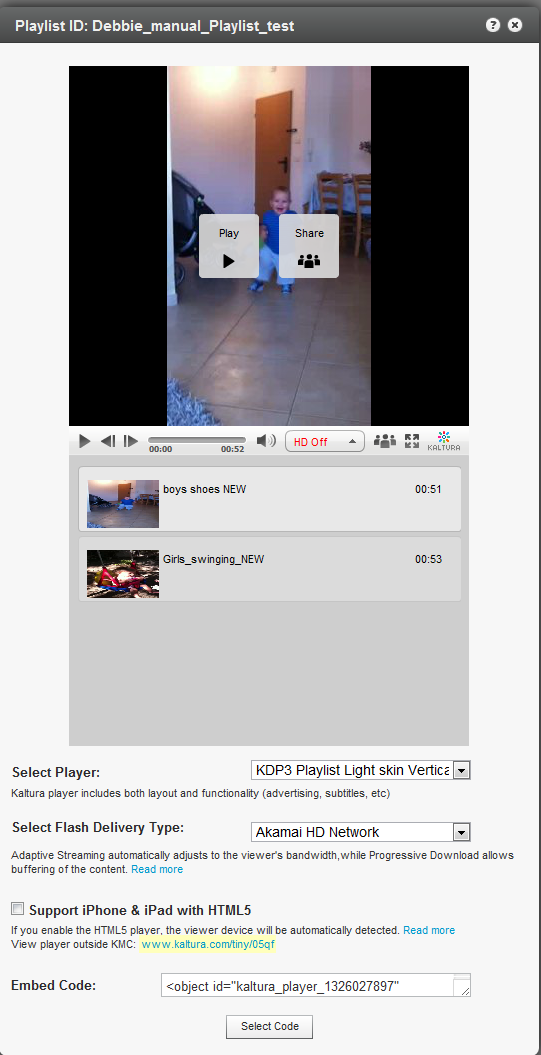 Playlist ID: Debbie_manual_Playlist_test
?
Play
Share
00:00
00:52
HD Off
KALTURA
boys shoes NEW
00:51
Girls_swinging_NEW
00:53
Select Player:
KDP3 Playlist Light skin Vertica
Kaltura player includes both layout and functionality (advertising, subtitles, etc)
Select Flash Delivery Type:
Akamai HD Network
Adaptive Streaming automatically adjusts to the viewer's bandwidth,while Progressive Download allows
buffering of the content. Read more
Support iPhone & iPad with HTML5
If you enable the HTML5 player, the viewer device will be automatically detected. Read more
View player outside KMC: www.kaltura.com/tiny/05qf
Embed Code:
<object id="kaltura_player_1326027897"
Select Code